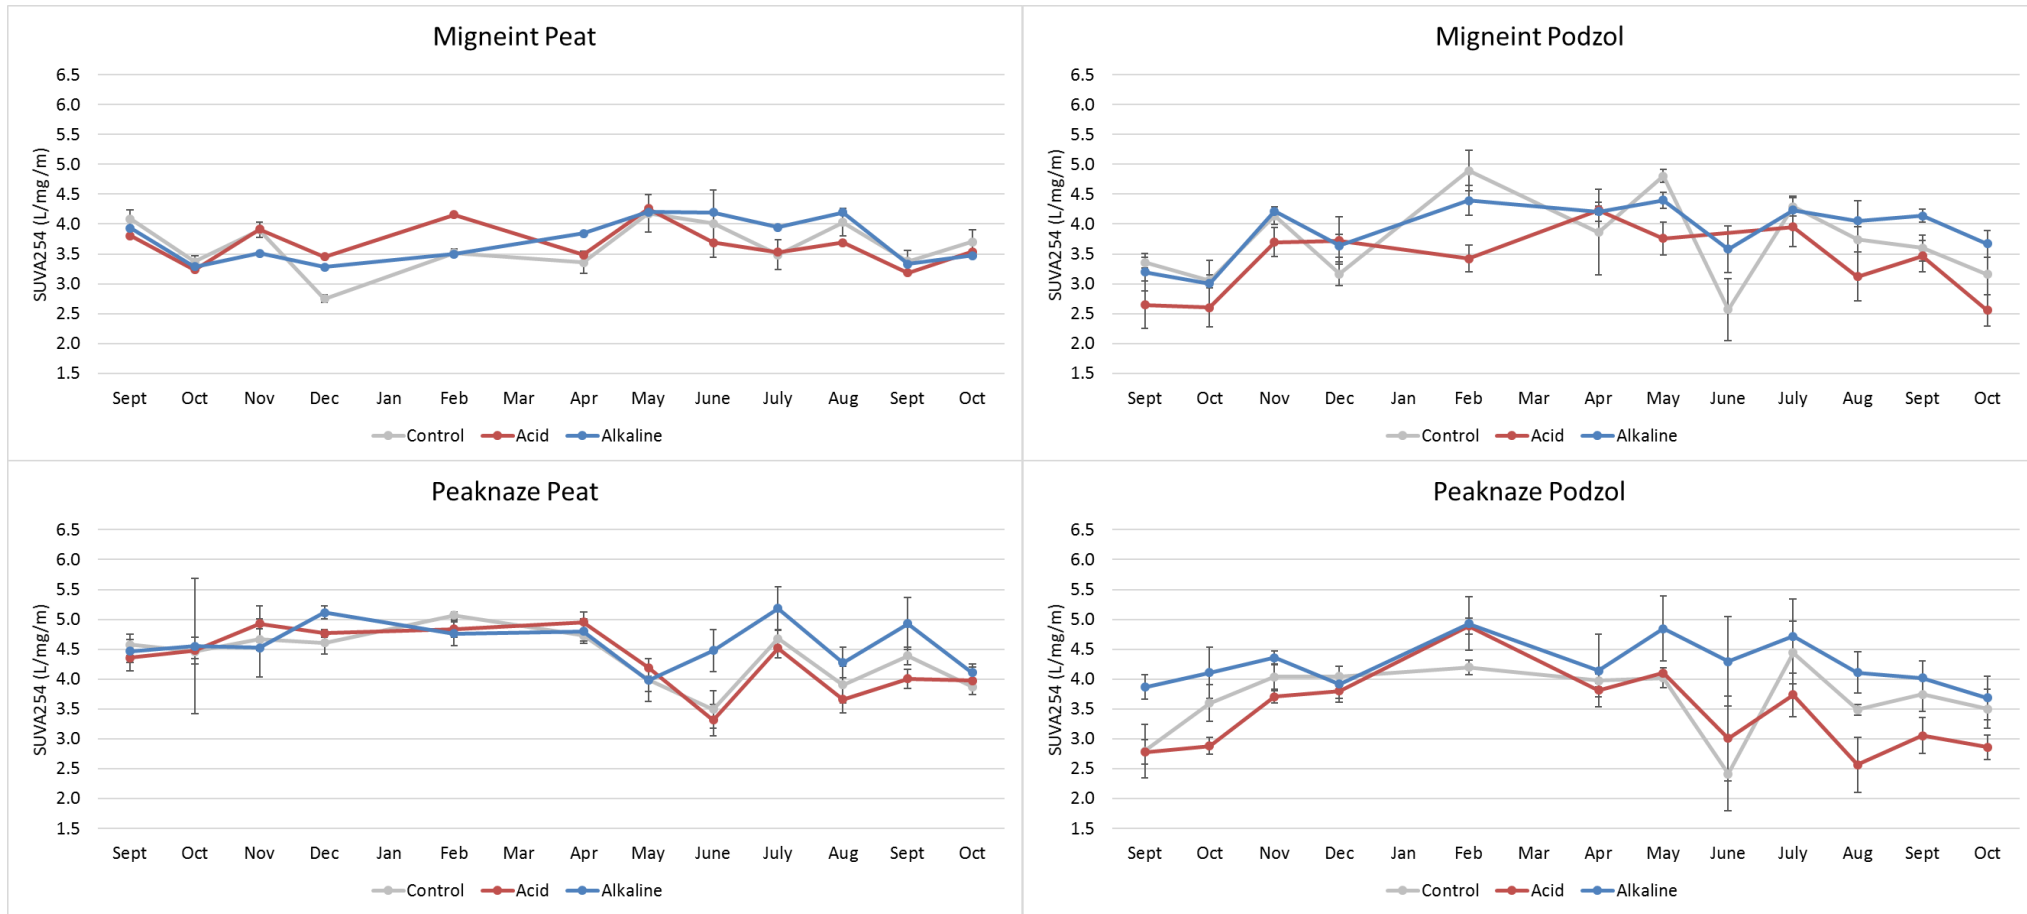 Migneint Peat
SUVA254 (L/mg/m)
6.5
6.0
5.5
5.0
4.5
4.0
3.5
3.0
2.5
2.0
1.5
Sept Oct Nov Dec Jan Feb Mar Apr May June July Aug Sept Oct
Control Acid Alkaline
Migneint Podzol
SUVA254 (L/mg/m)
6.5
6.0
5.5
5.0
4.5
4.0
3.5
3.0
2.5
2.0
1.5
Sept Oct Nov Dec Jan Feb Mar Apr May June July Aug Sept Oct
Control Acid Alkaline
Peaknaze Peat
SUVA254 (L/mg/m)
6.5
6.0
5.5
5.0
4.5
4.0
3.5
3.0
2.5
2.0
1.5
Sept Oct Nov Dec Jan Feb Mar Apr May June July Aug Sept Oct
Control Acid Alkaline
Peaknaze Podzol
SUVA254 (L/mg/m)
6.5
6.0
5.5
5.0
4.5
4.0
3.5
3.0
2.5
2.0
1.5
Sept Oct Nov Dec Jan Feb Mar Apr May June July Aug Sept Oct
Control Acid Alkaline